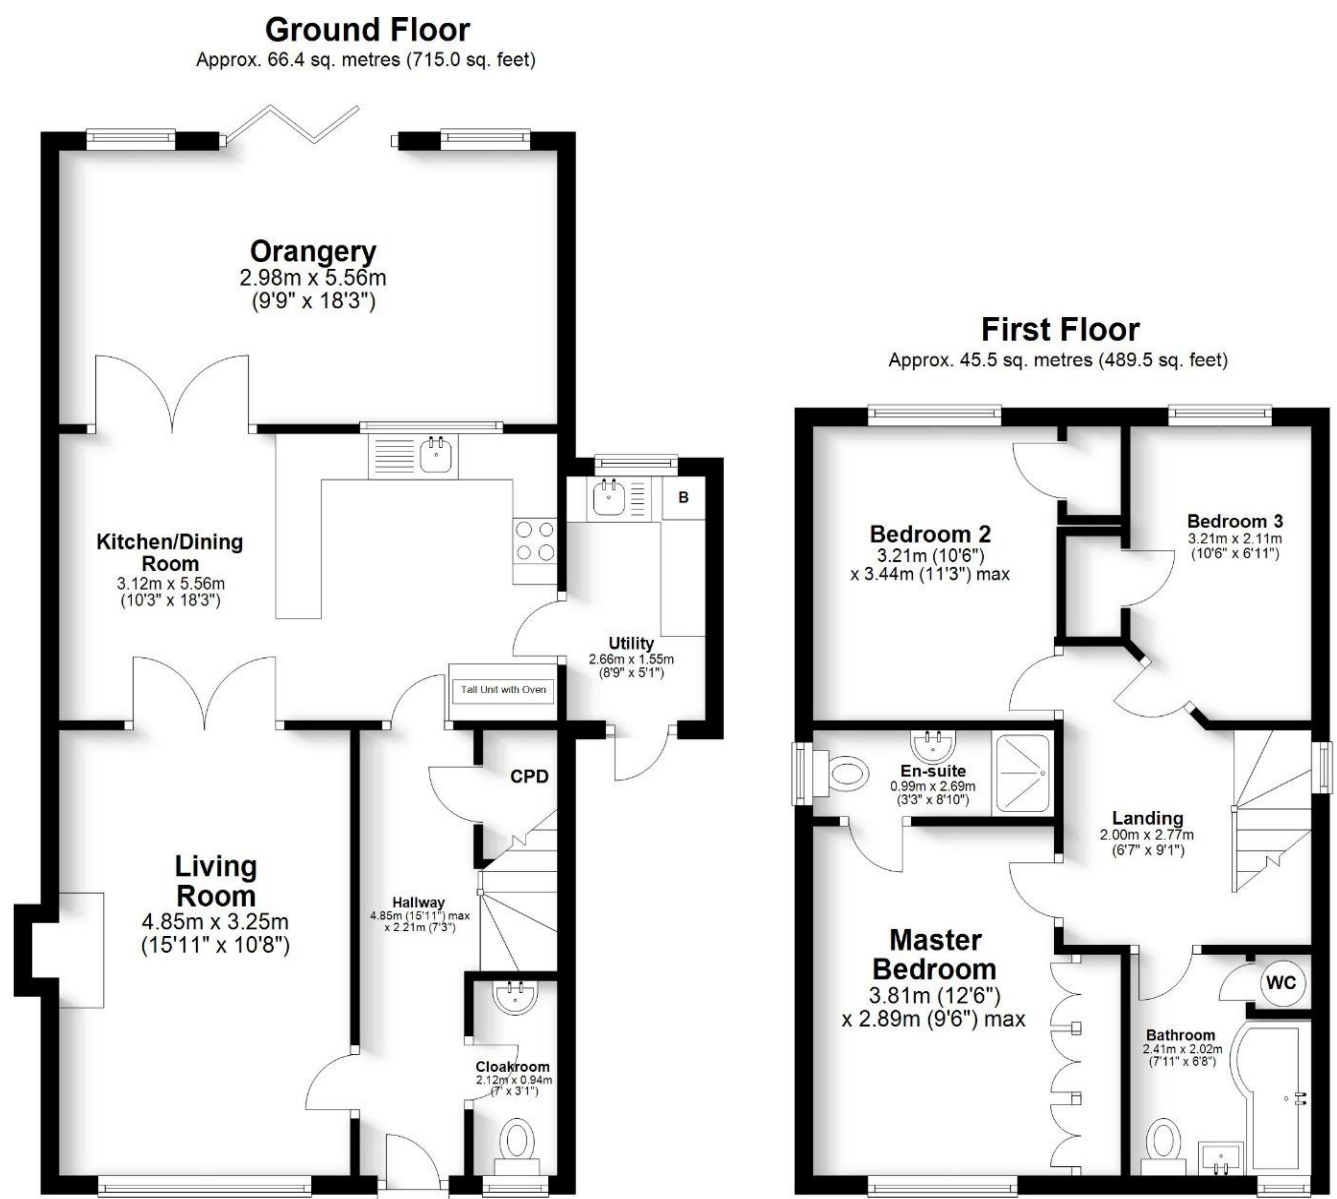 Ground Floor
Approx. 66.4 sq. metres (715.0 sq. feet)
Orangery
2.98m x 5.56m
(9'9" x 18'3")
Kitchen/Dining
Room
3.12m x 5.56m
(10'3" x 18'3")
B
Utility
2.66m x 1.55m
(8'9" x 5'1")
Tall Unit with Oven
CPD
Living
Room
4.85m x 3.25m
(15'11" x 10'8")
Hallway
4.85m (15'11") max
x 2.21m (7'3")
Cloakroom
2.12m x 0.94m
(7' x 3'1")
First Floor
Approx. 45.5 sq. metres (489.5 sq. feet)
Bedroom 2
3.21m (10'6")
x 3.44m (11'3") max
Bedroom 3
3.21m x 2.11m
(10'6" x 6'11")
En-suite
0.99m x 2.69m
(3'3" x 8'10")
Landing
2.00m x 2.77m
(6'7" x 9'1")
Master
Bedroom
3.81m (12'6")
x 2.89m (9'6") max
WC
Bathroom
2.41m x 2.02m
(7'11" x 6'8")